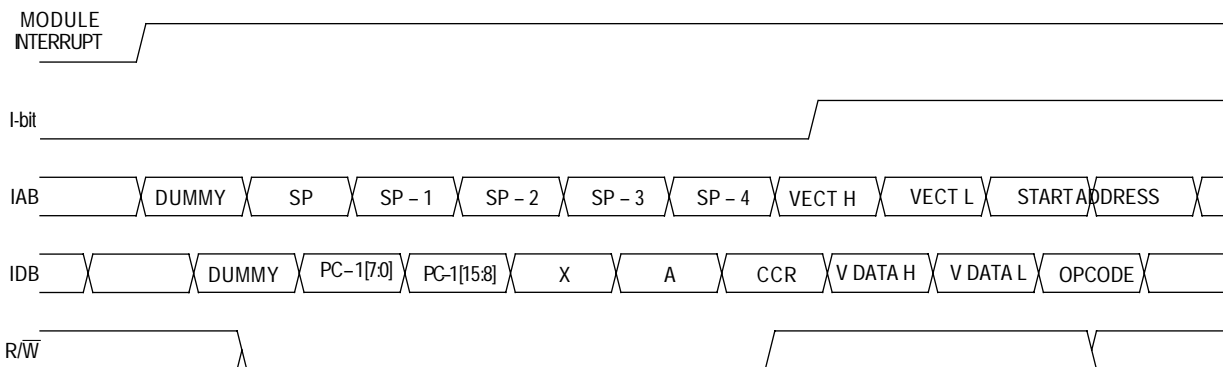 MODULE
INTERRUPT
I-bit
IAB DUMMY SP SP – 1 SP – 2 SP – 3 SP – 4 VECT H VECT L START ADDRESS
IDB DUMMY PC–1[7:0] PC–1[15:8] X A CCR V DATA H V DATA L OPCODE
R/W̅